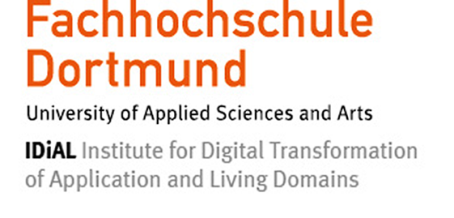 Fachhochschule
Dortmund
University of Applied Sciences and Arts
IDiAL Institute for Digital Transformation
of Application and Living Domains